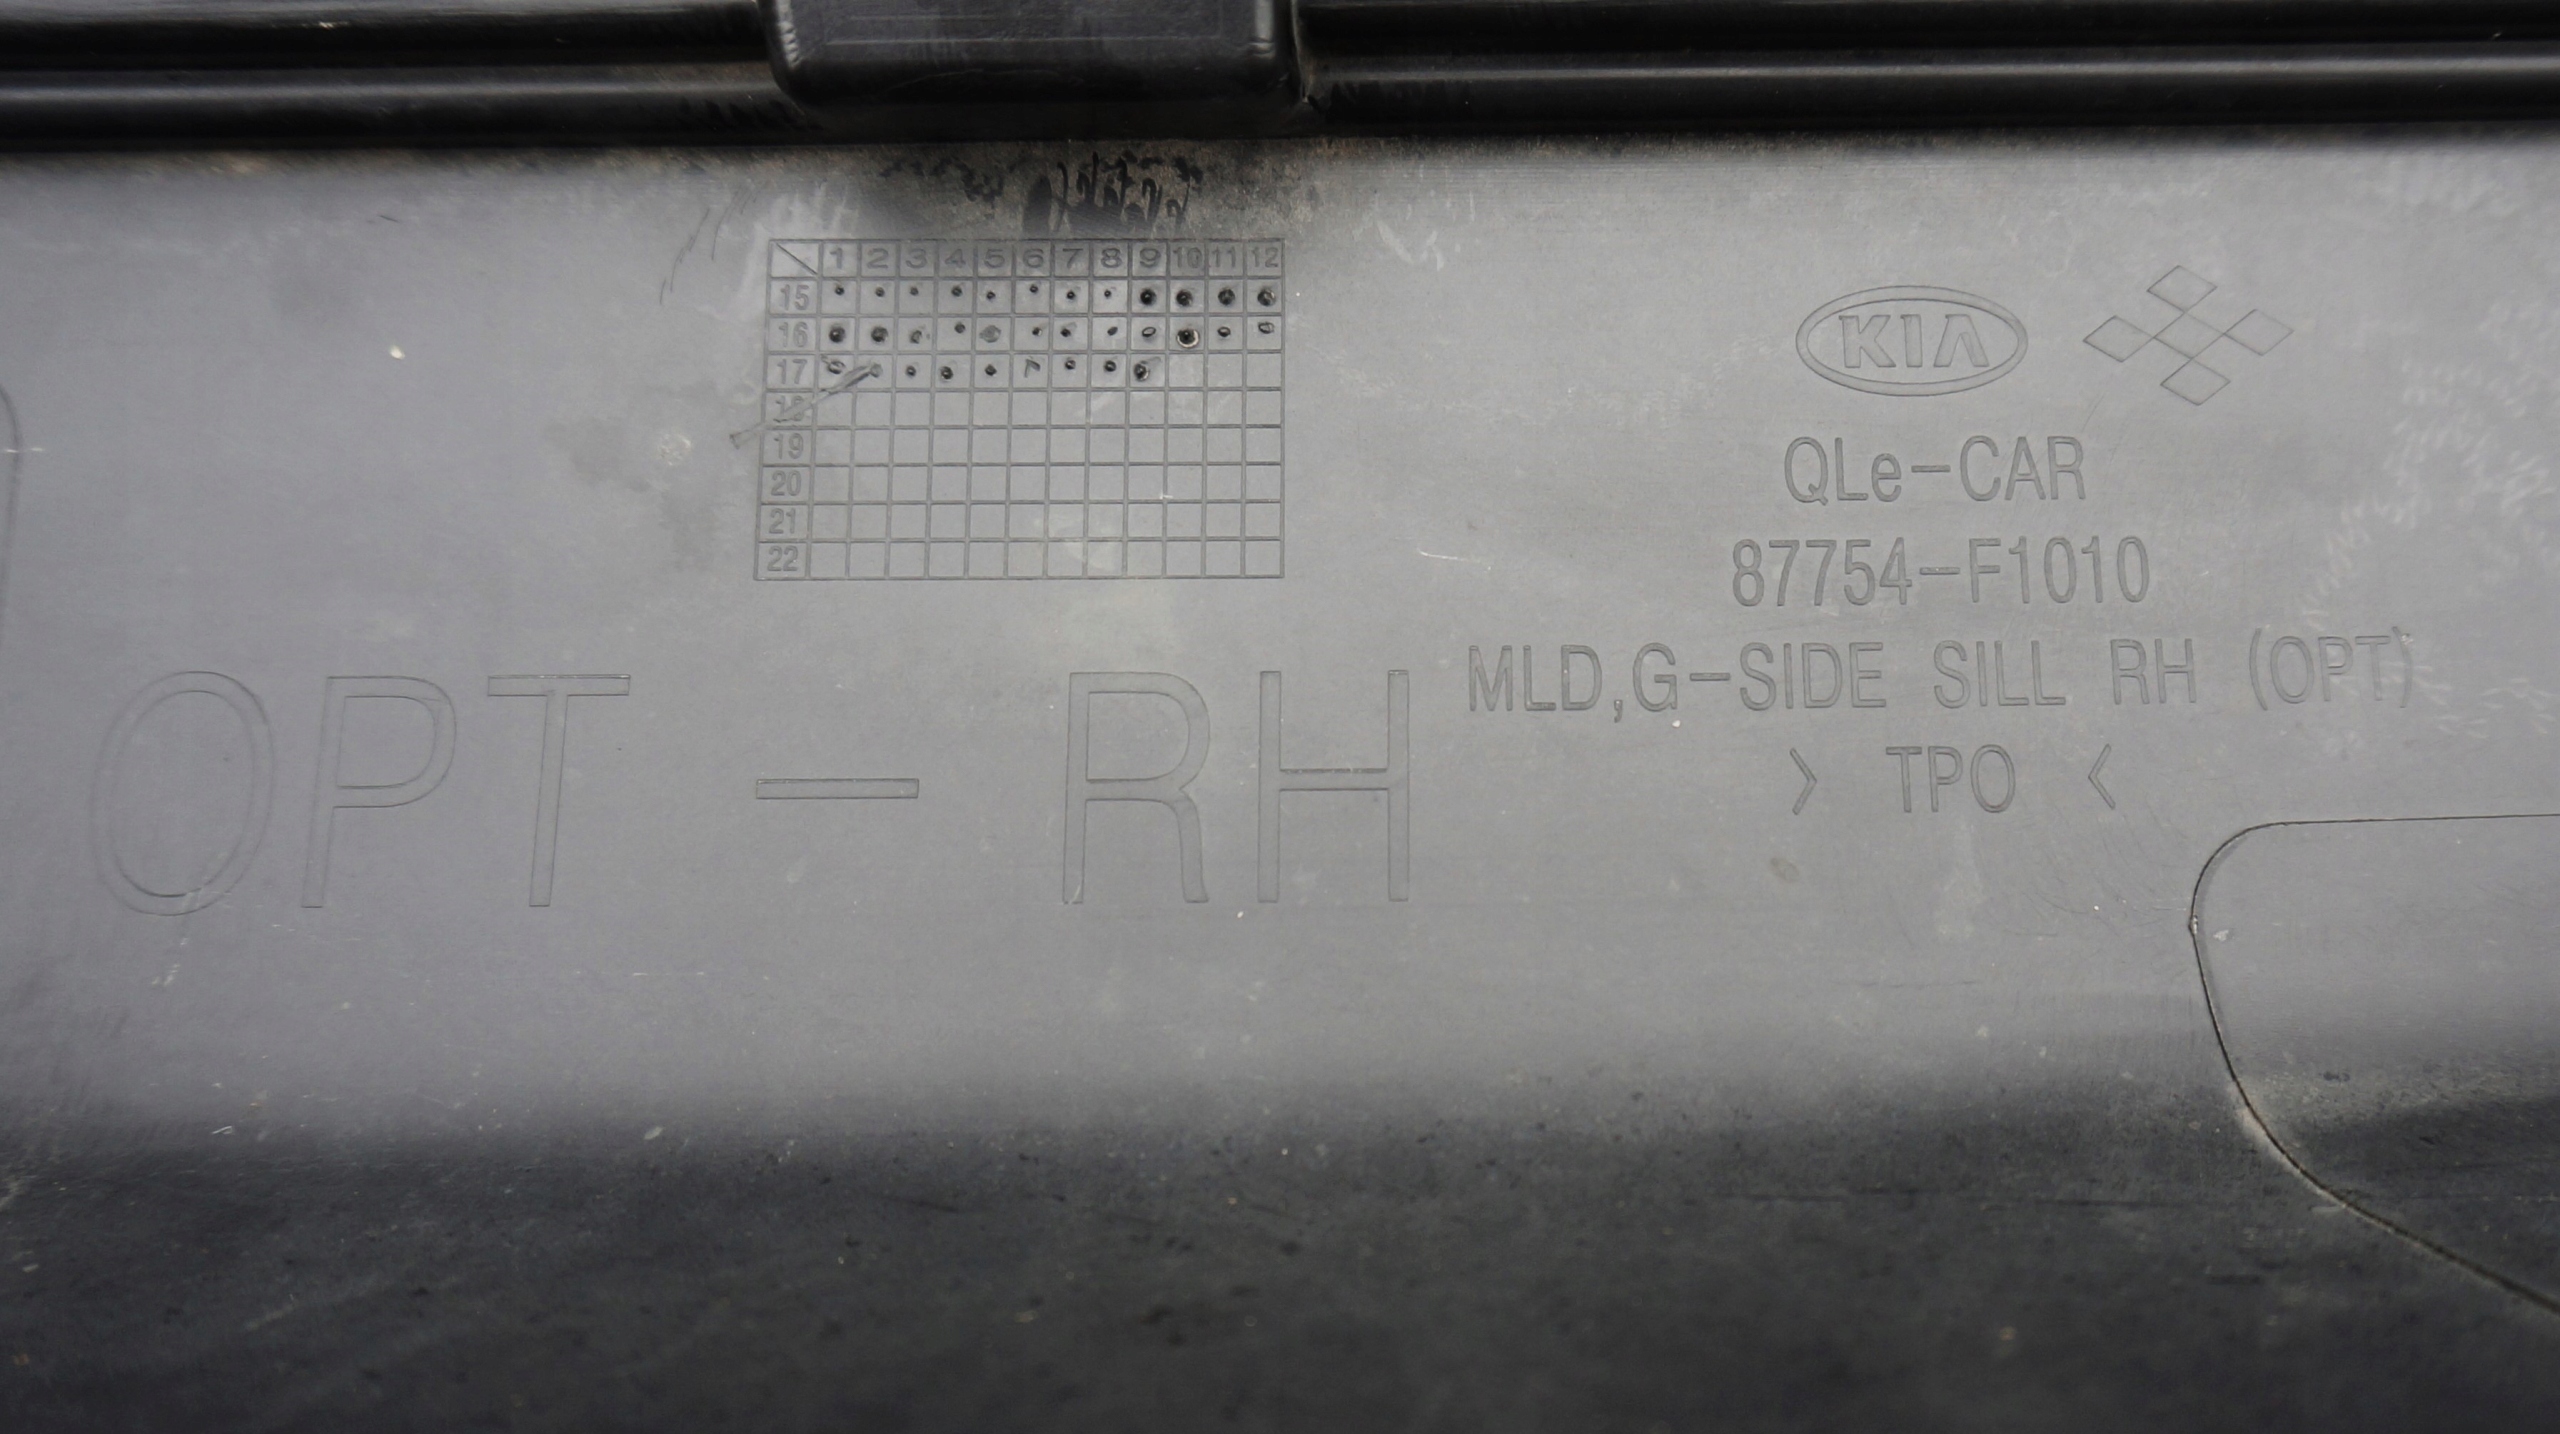 1 2 3 4 5 6 7 8 9 10 11 12
15
16
17
18
19
20
21
22
KIA
QLe-CAR
87754-F1010
MLD,G-SIDE SILL RH (OPT)
> TPO <
OPT - RH